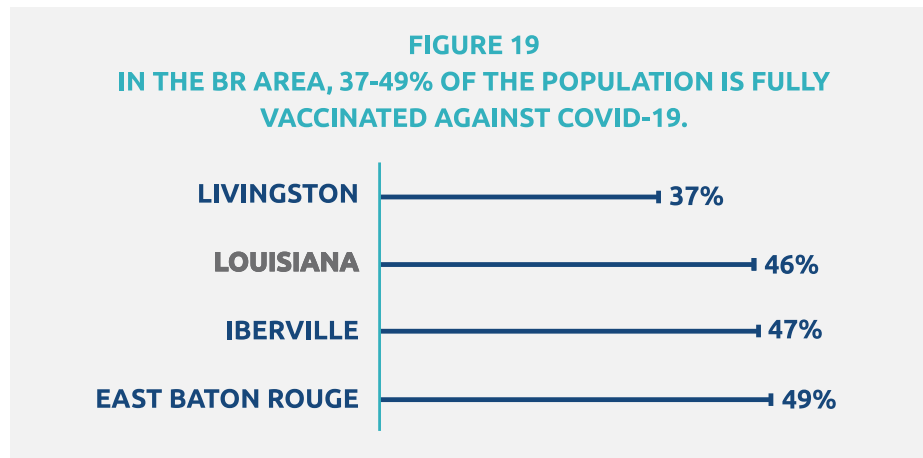 FIGURE 19
IN THE BR AREA, 37-49% OF THE POPULATION IS FULLY
VACCINATED AGAINST COVID-19.
LIVINGSTON 37%
LOUISIANA 46%
IBERVILLE 47%
EAST BATON ROUGE 49%